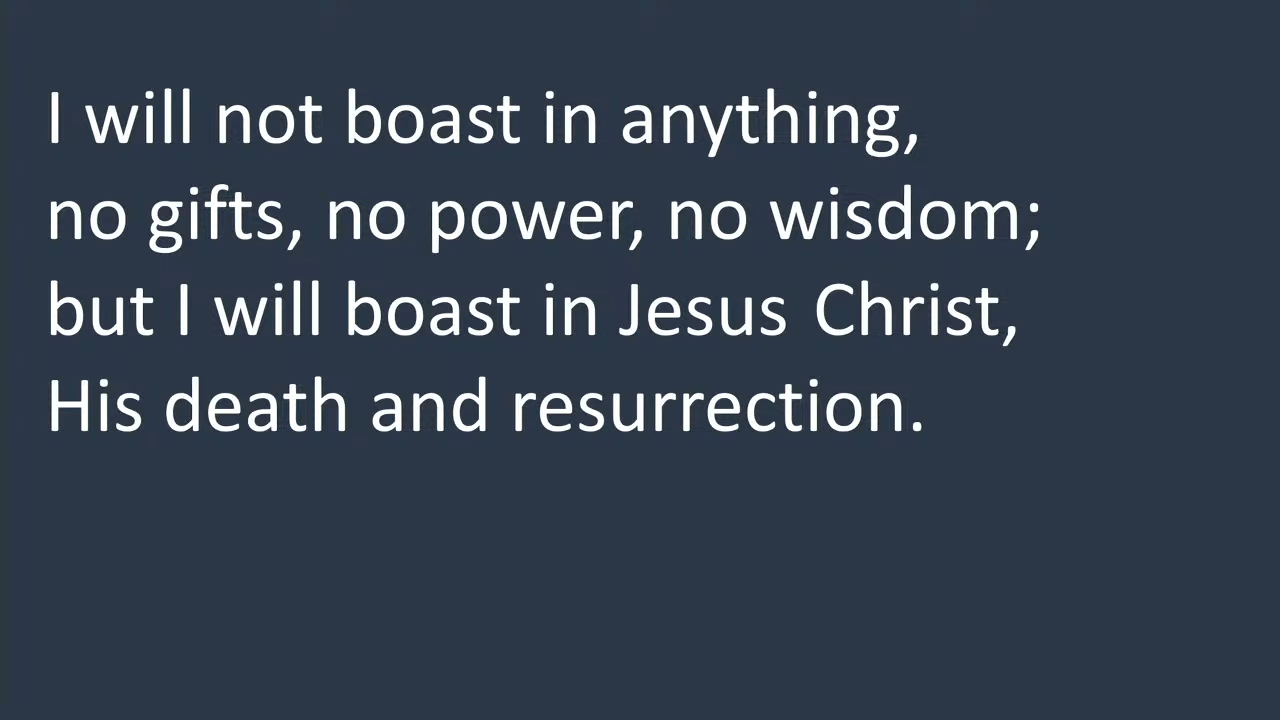 I will not boast in anything,
no gifts, no power, no wisdom;
but I will boast in Jesus Christ,
His death and resurrection.